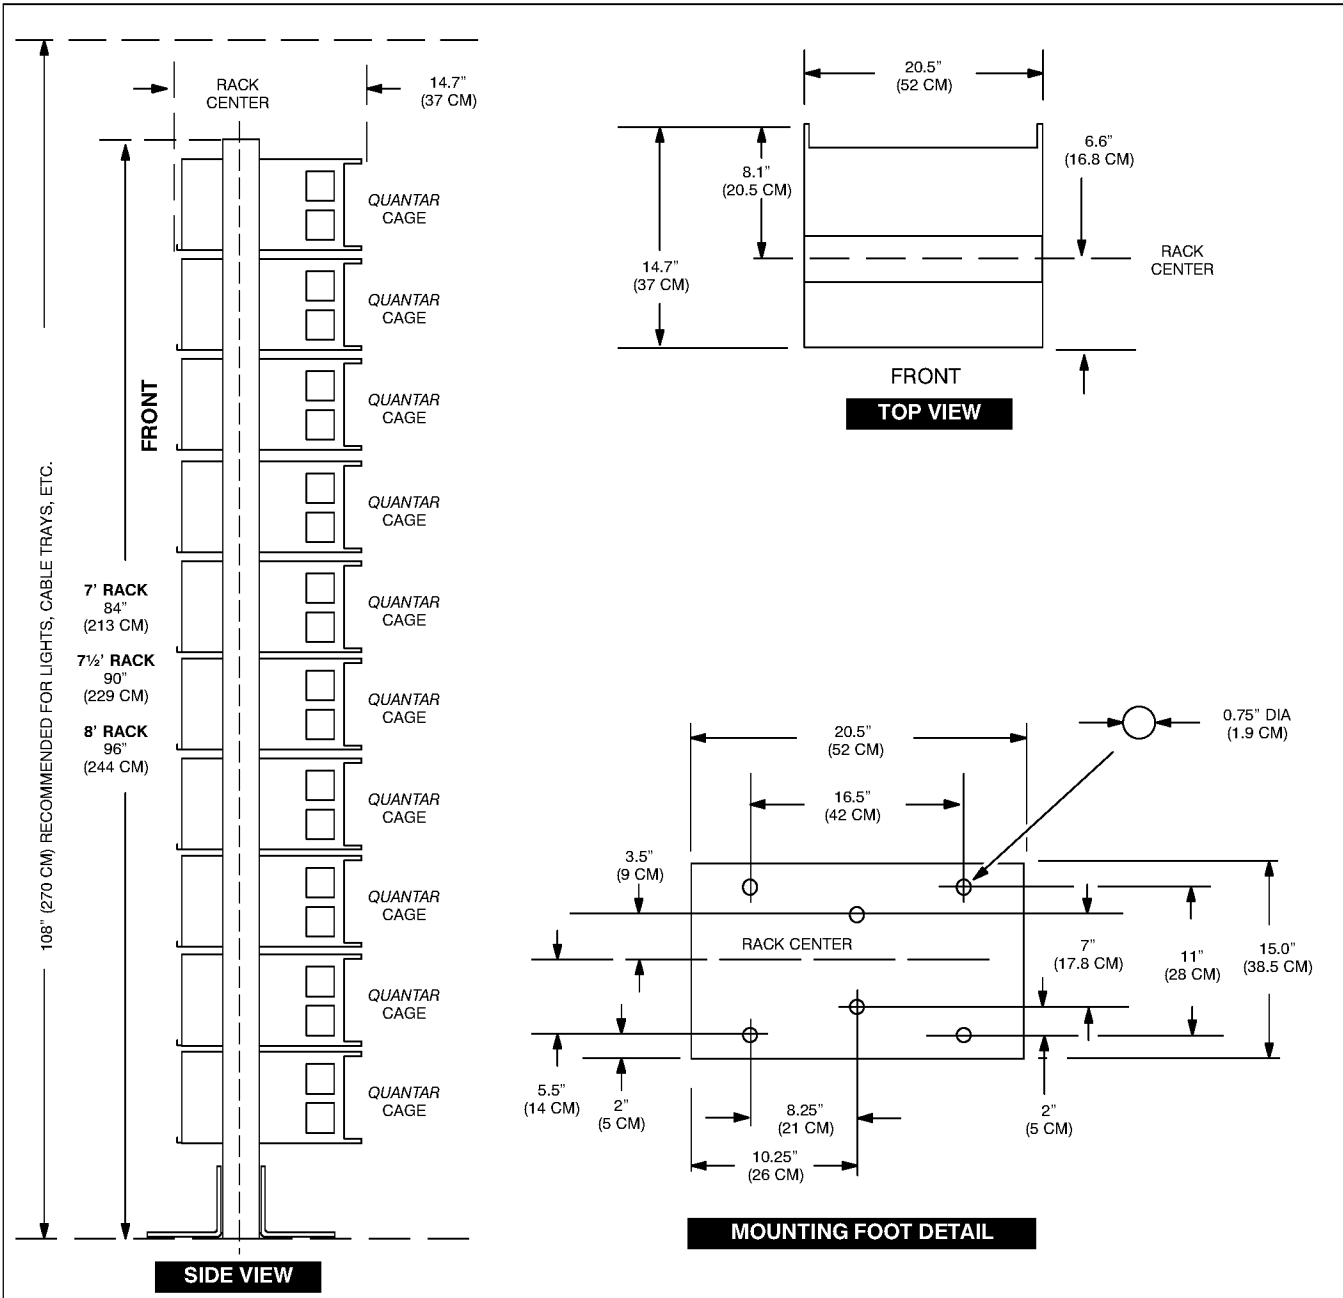 RACK
CENTER
14.7”
(37 CM)
QUANTAR
CAGE
QUANTAR
CAGE
QUANTAR
CAGE
QUANTAR
CAGE
QUANTAR
CAGE
QUANTAR
CAGE
QUANTAR
CAGE
QUANTAR
CAGE
QUANTAR
CAGE
QUANTAR
CAGE
FRONT
108” (270 CM) RECOMMENDED FOR LIGHTS, CABLE TRAYS, ETC.
7’ RACK
84”
(213 CM)
7½’ RACK
90”
(229 CM)
8’ RACK
96”
(244 CM)
SIDE VIEW
20.5”
(52 CM)
8.1”
(20.5 CM)
6.6”
(16.8 CM)
14.7”
(37 CM)
RACK
CENTER
FRONT
TOP VIEW
0.75” DIA
(1.9 CM)
20.5”
(52 CM)
16.5”
(42 CM)
3.5”
(9 CM)
RACK CENTER
7”
(17.8 CM)
11”
(28 CM)
15.0”
(38.5 CM)
5.5”
(14 CM)
2”
(5 CM)
8.25”
(21 CM)
2”
(5 CM)
10.25”
(26 CM)
MOUNTING FOOT DETAIL